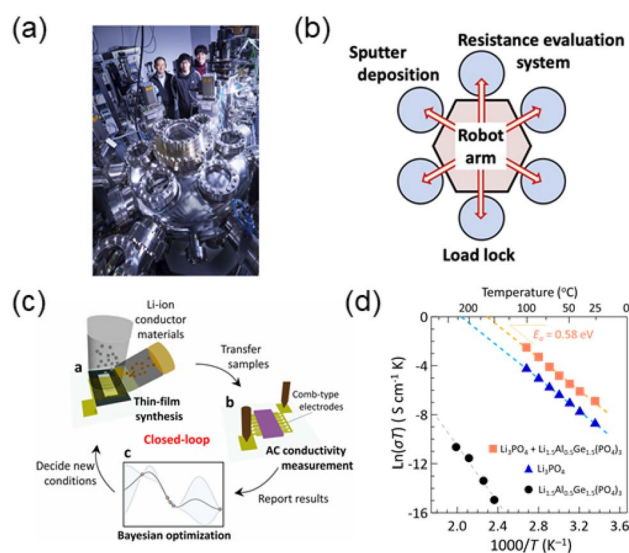 (a)
(b)
Sputter
deposition
Resistance evaluation
system
Robot
arm
Load lock
(c)
Li-ion
conductor
materials
a
Thin-film
synthesis
Transfer
samples
b
Comb-type
electrodes
AC conductivity
measurement
Closed-loop
Decide new
conditions
c
Report results
Bayesian optimization
(d)
Temperature (°C)
200 100 50 25
Eₐ = 0.58 eV
0
-4
-8
-12
-16
Ln(σT) ( S cm⁻¹ K)
Li₃PO₄ + Li₁.₅Al₀.₅Ge₁.₅(PO₄)₃
Li₃PO₄
Li₁.₅Al₀.₅Ge₁.₅(PO₄)₃
2.0 2.4 2.8 3.2 3.6
1000/T (K⁻¹)